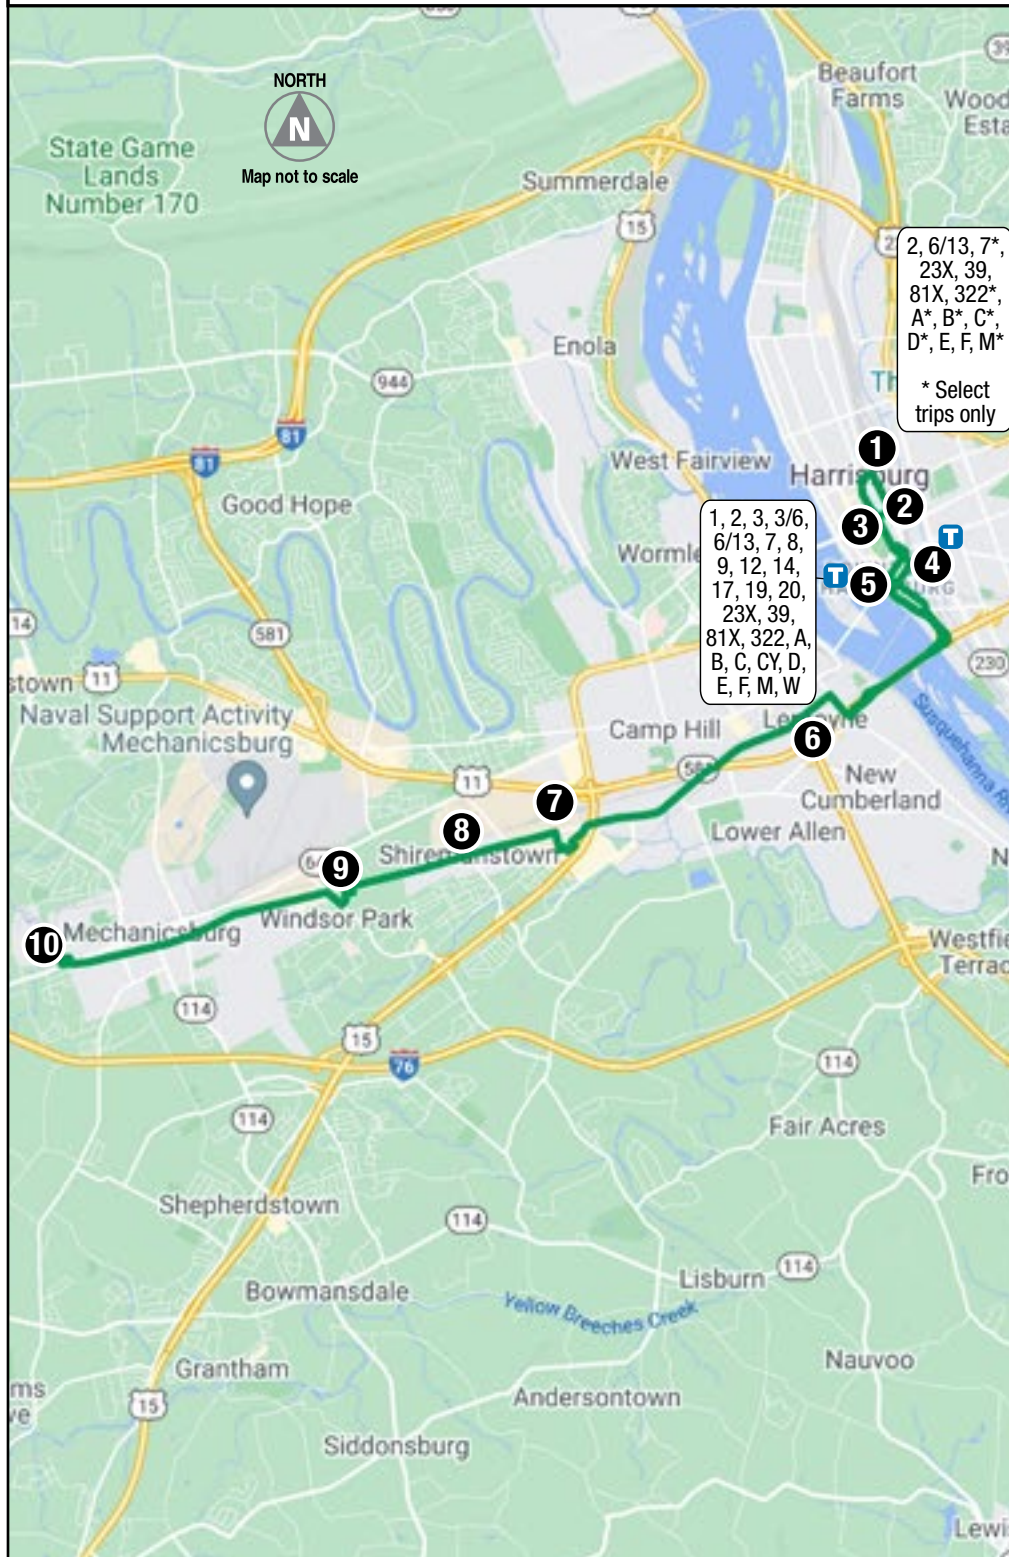 NORTH
N
Map not to scale
State Game
Lands
Number 170
Beaufort
Farms
Summerdale
15
2, 6/13, 7*,
23X, 39,
81X, 322*,
A*, B*, C*,
D*, E, F, M*
* Select
trips only
Enola
944
81
81
Good Hope
West Fairview
1
Harrisburg
2
3
T
4
T
5
1, 2, 3, 3/6,
6/13, 7, 8,
9, 12, 14,
17, 19, 20,
23X, 39,
81X, 322, A,
B, C, CY, D,
E, F, M, W
14
581
230
11
Naval Support Activity
Mechanicsburg
Camp Hill
Lemoyne
6
Susquehanna
New
Cumberland
Lower Allen
11
7
8
Shiremanstown
9
Windsor Park
10
Mechanicsburg
114
15
76
114
114
Fair Acres
Shepherdstown
114
Lisburn
114
Bowmansdale
Yellow Breeches Creek
Grantham
Nauvoo
15
Andersontown
Siddonsburg